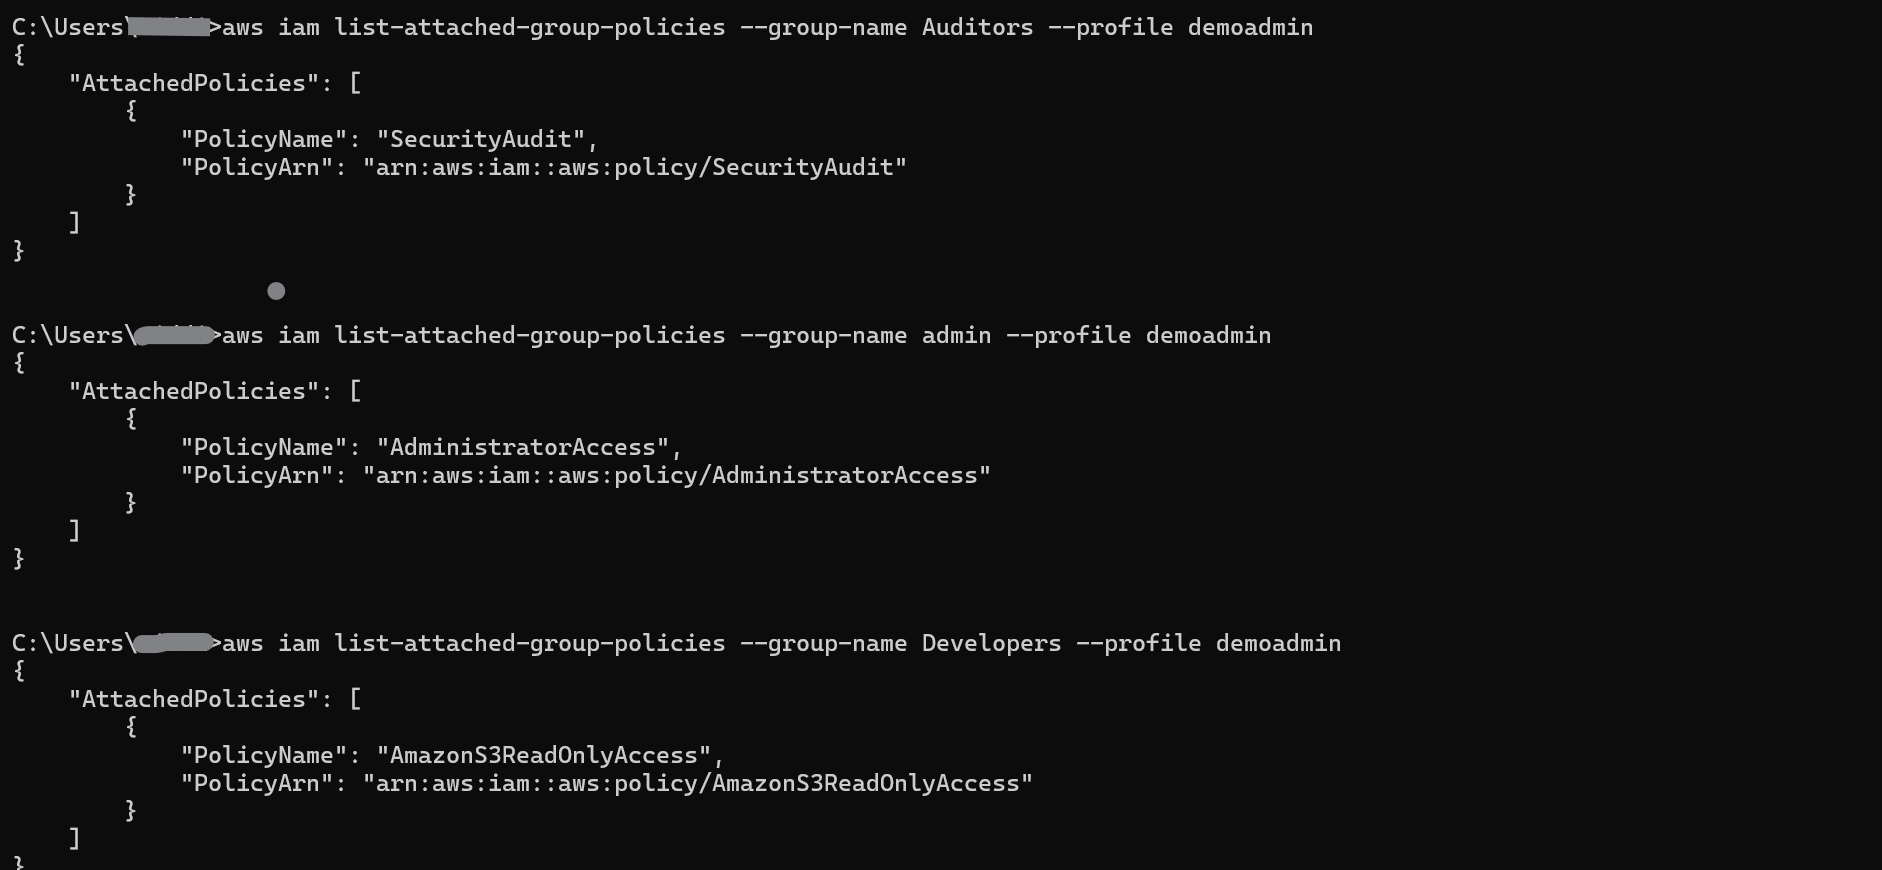 C:\Users\>aws iam list-attached-group-policies --group-name Auditors --profile demoadmin
{
    "AttachedPolicies": [
        {
            "PolicyName": "SecurityAudit",
            "PolicyArn": "arn:aws:iam::aws:policy/SecurityAudit"
        }
    ]
}
C:\Users\>aws iam list-attached-group-policies --group-name admin --profile demoadmin
{
    "AttachedPolicies": [
        {
            "PolicyName": "AdministratorAccess",
            "PolicyArn": "arn:aws:iam::aws:policy/AdministratorAccess"
        }
    ]
}
C:\Users\>aws iam list-attached-group-policies --group-name Developers --profile demoadmin
{
    "AttachedPolicies": [
        {
            "PolicyName": "AmazonS3ReadOnlyAccess",
            "PolicyArn": "arn:aws:iam::aws:policy/AmazonS3ReadOnlyAccess"
        }
    ]
}